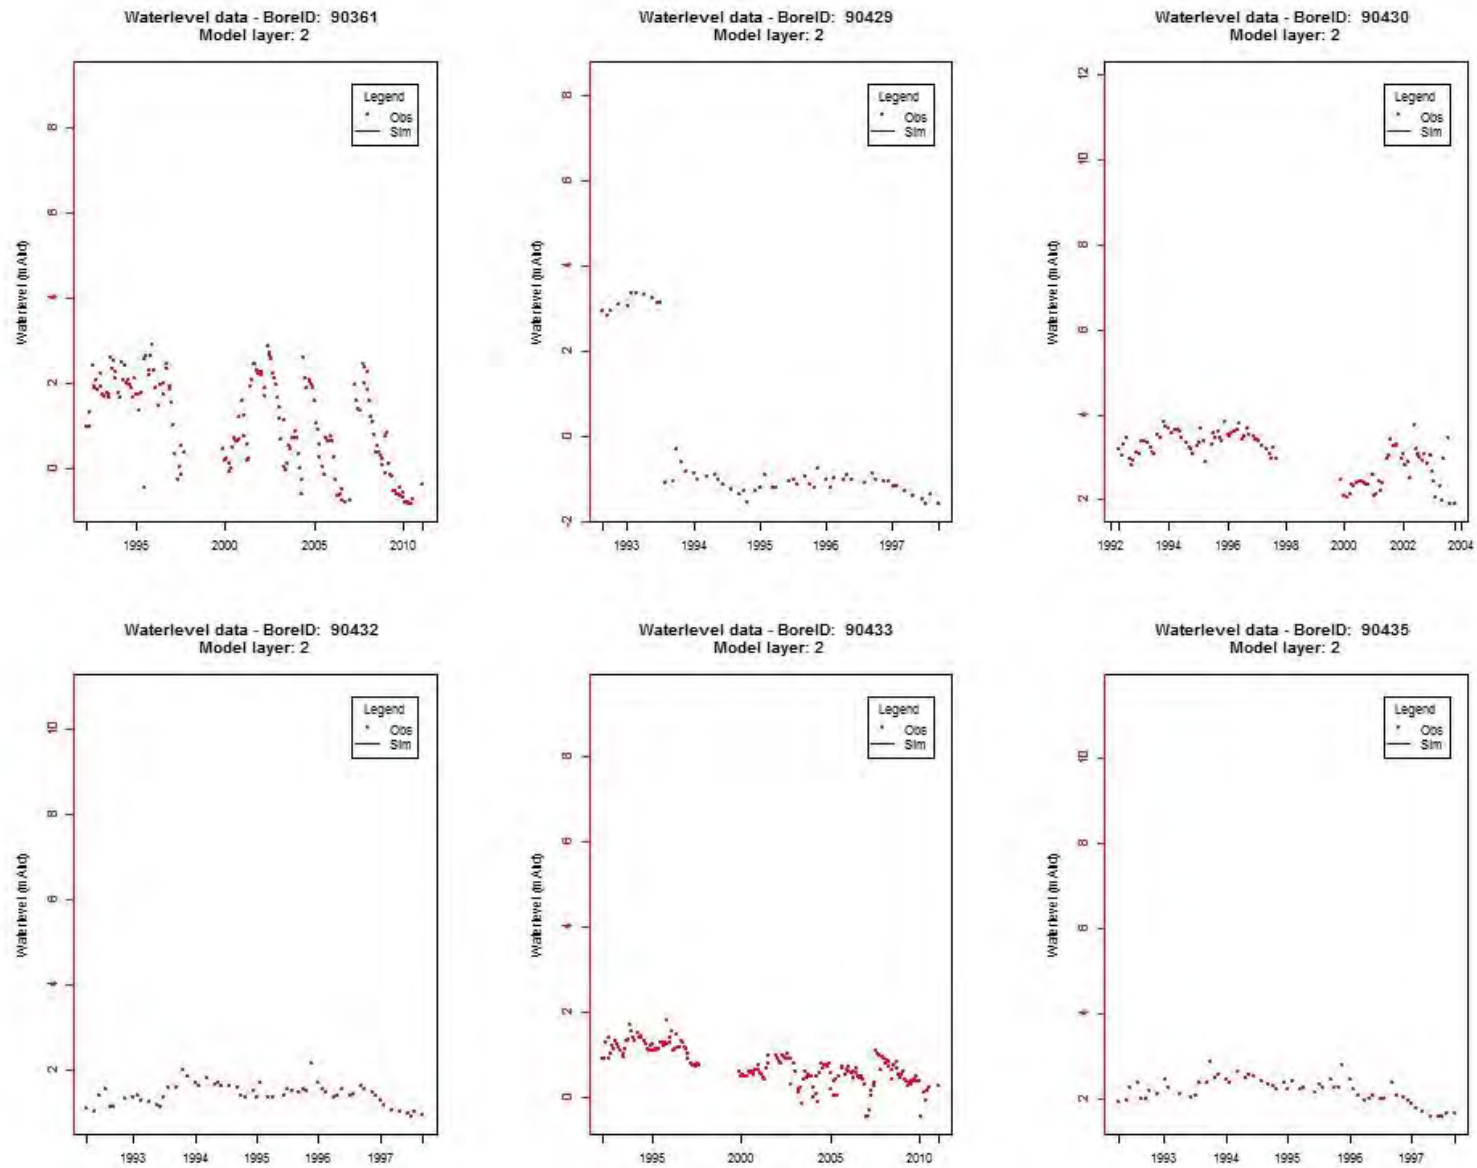 Waterlevel data - BoreID: 90361
Model layer: 2
Legend
Obs
Sim
Waterlevel (mAhd)
8
6
4
2
0
1995 2000 2005 2010
Waterlevel data - BoreID: 90429
Model layer: 2
Legend
Obs
Sim
Waterlevel (mAhd)
8
6
4
2
0
-2
1993 1994 1995 1996 1997
Waterlevel data - BoreID: 90430
Model layer: 2
Legend
Obs
Sim
Waterlevel (mAhd)
12
10
8
6
4
2
1992 1994 1996 1998 2000 2002 2004
Waterlevel data - BoreID: 90432
Model layer: 2
Legend
Obs
Sim
Waterlevel (mAhd)
10
8
6
4
2
1993 1994 1995 1996 1997
Waterlevel data - BoreID: 90433
Model layer: 2
Legend
Obs
Sim
Waterlevel (mAhd)
8
6
4
2
0
1995 2000 2005 2010
Waterlevel data - BoreID: 90435
Model layer: 2
Legend
Obs
Sim
Waterlevel (mAhd)
10
8
6
4
2
1993 1994 1995 1996 1997